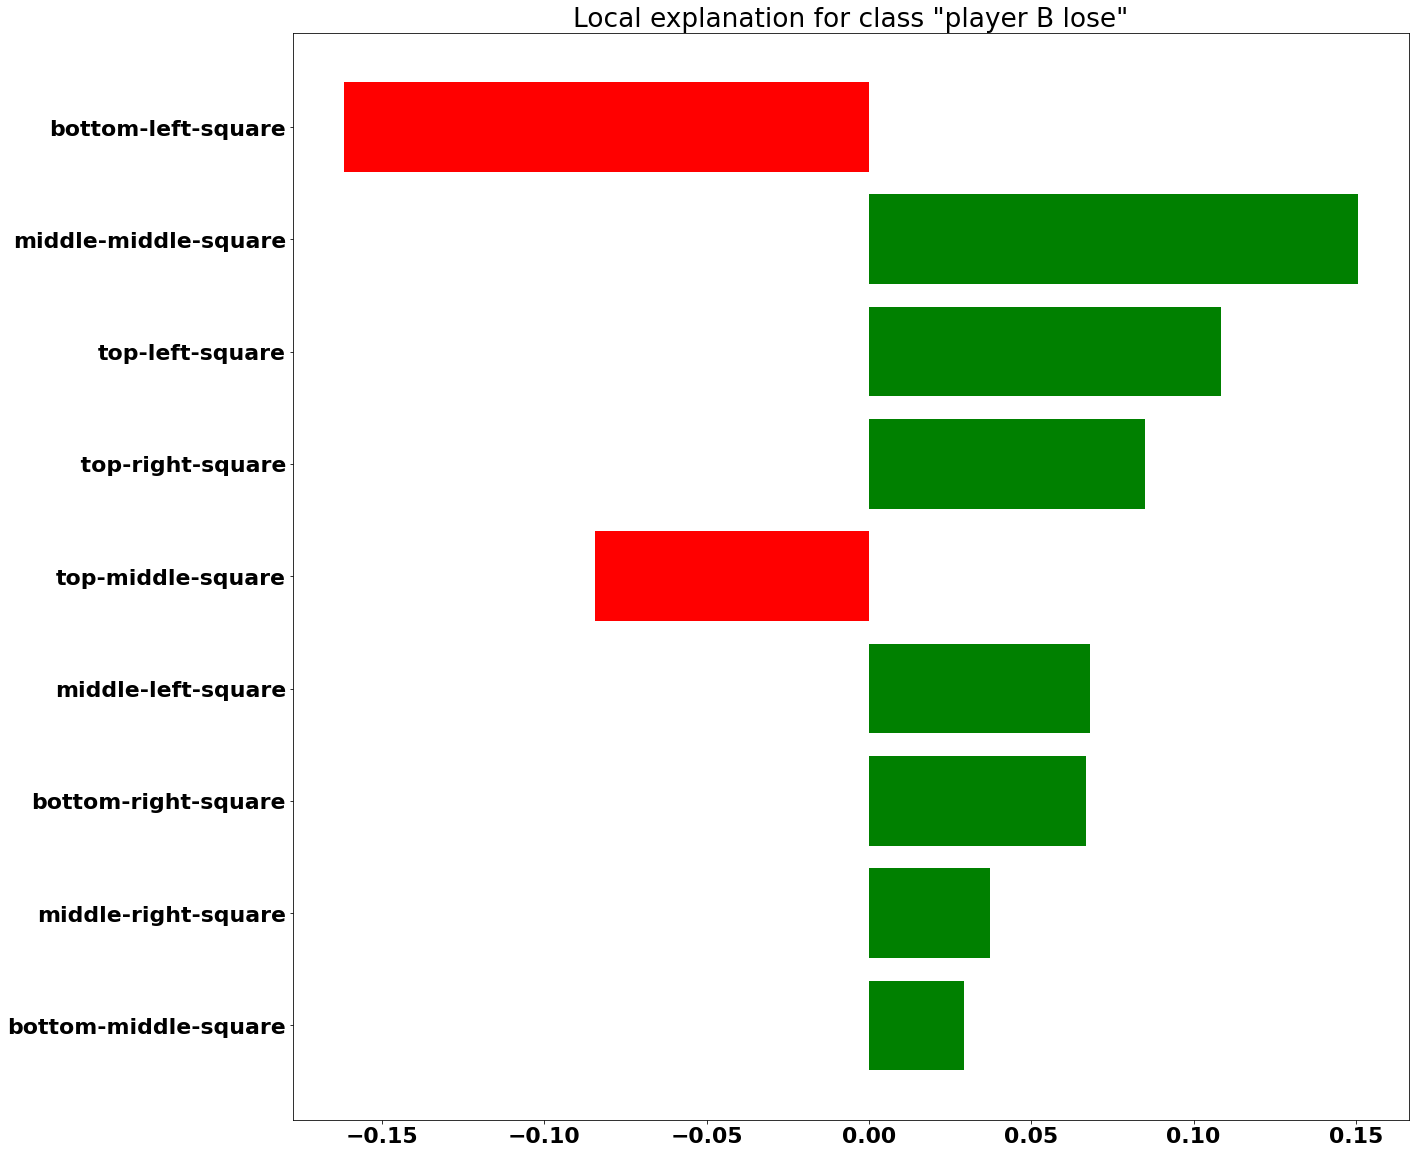 Local explanation for class "player B lose"
bottom-left-square
middle-middle-square
top-left-square
top-right-square
top-middle-square
middle-left-square
bottom-right-square
middle-right-square
bottom-middle-square
−0.15 −0.10 −0.05 0.00 0.05 0.10 0.15